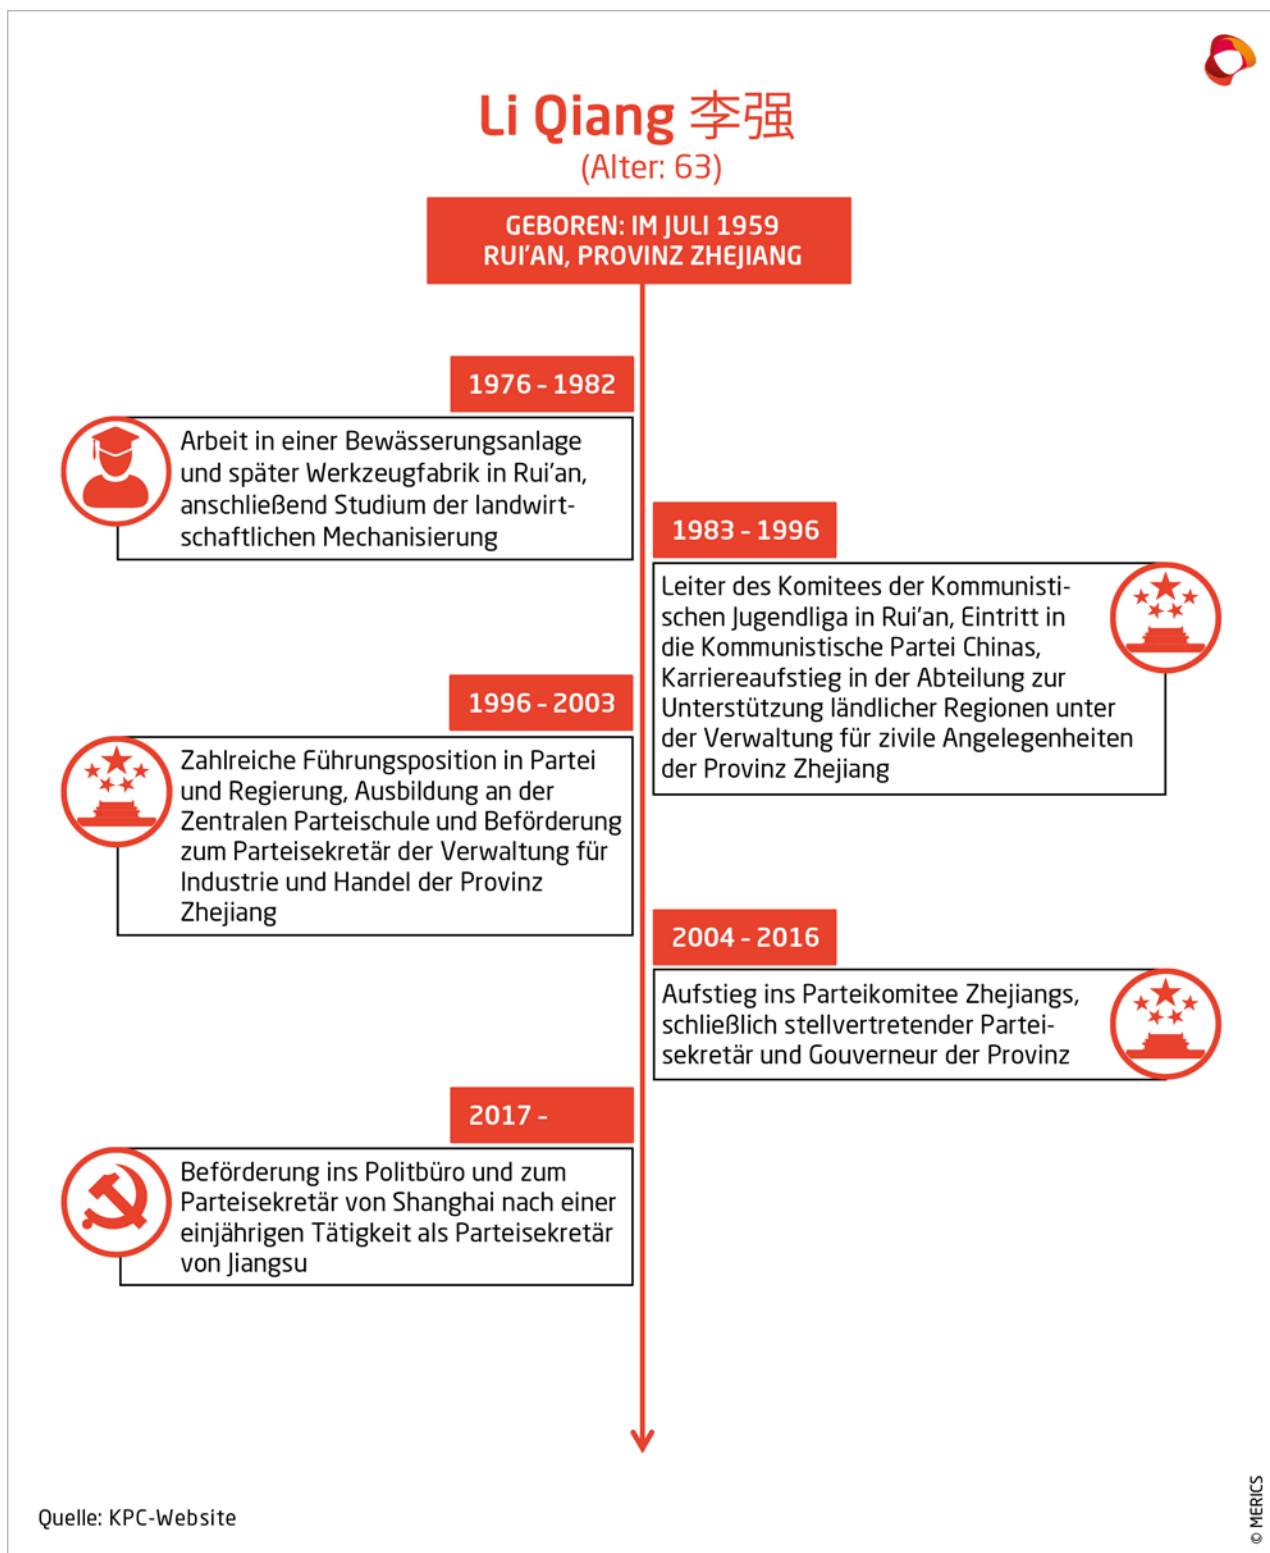 Li Qiang 李强
(Alter: 63)
GEBOREN: IM JULI 1959
RUI'AN, PROVINZ ZHEJIANG
1976 – 1982
Arbeit in einer Bewässerungsanlage
und später Werkzeugfabrik in Rui'an,
anschließend Studium der landwirt-
schaftlichen Mechanisierung
1983 – 1996
Leiter des Komitees der Kommunisti-
schen Jugendliga in Rui'an, Eintritt in
die Kommunistische Partei Chinas,
Karriereaufstieg in der Abteilung zur
Unterstützung ländlicher Regionen unter
der Verwaltung für zivile Angelegenheiten
der Provinz Zhejiang
1996 – 2003
Zahlreiche Führungsposition in Partei
und Regierung, Ausbildung an der
Zentralen Parteischule und Beförderung
zum Parteisekretär der Verwaltung für
Industrie und Handel der Provinz
Zhejiang
2004 – 2016
Aufstieg ins Parteikomitee Zhejiangs,
schließlich stellvertretender Partei-
sekretär und Gouverneur der Provinz
2017 –
Beförderung ins Politbüro und zum
Parteisekretär von Shanghai nach einer
einjährigen Tätigkeit als Parteisekretär
von Jiangsu
Quelle: KPC-Website
© MERICS